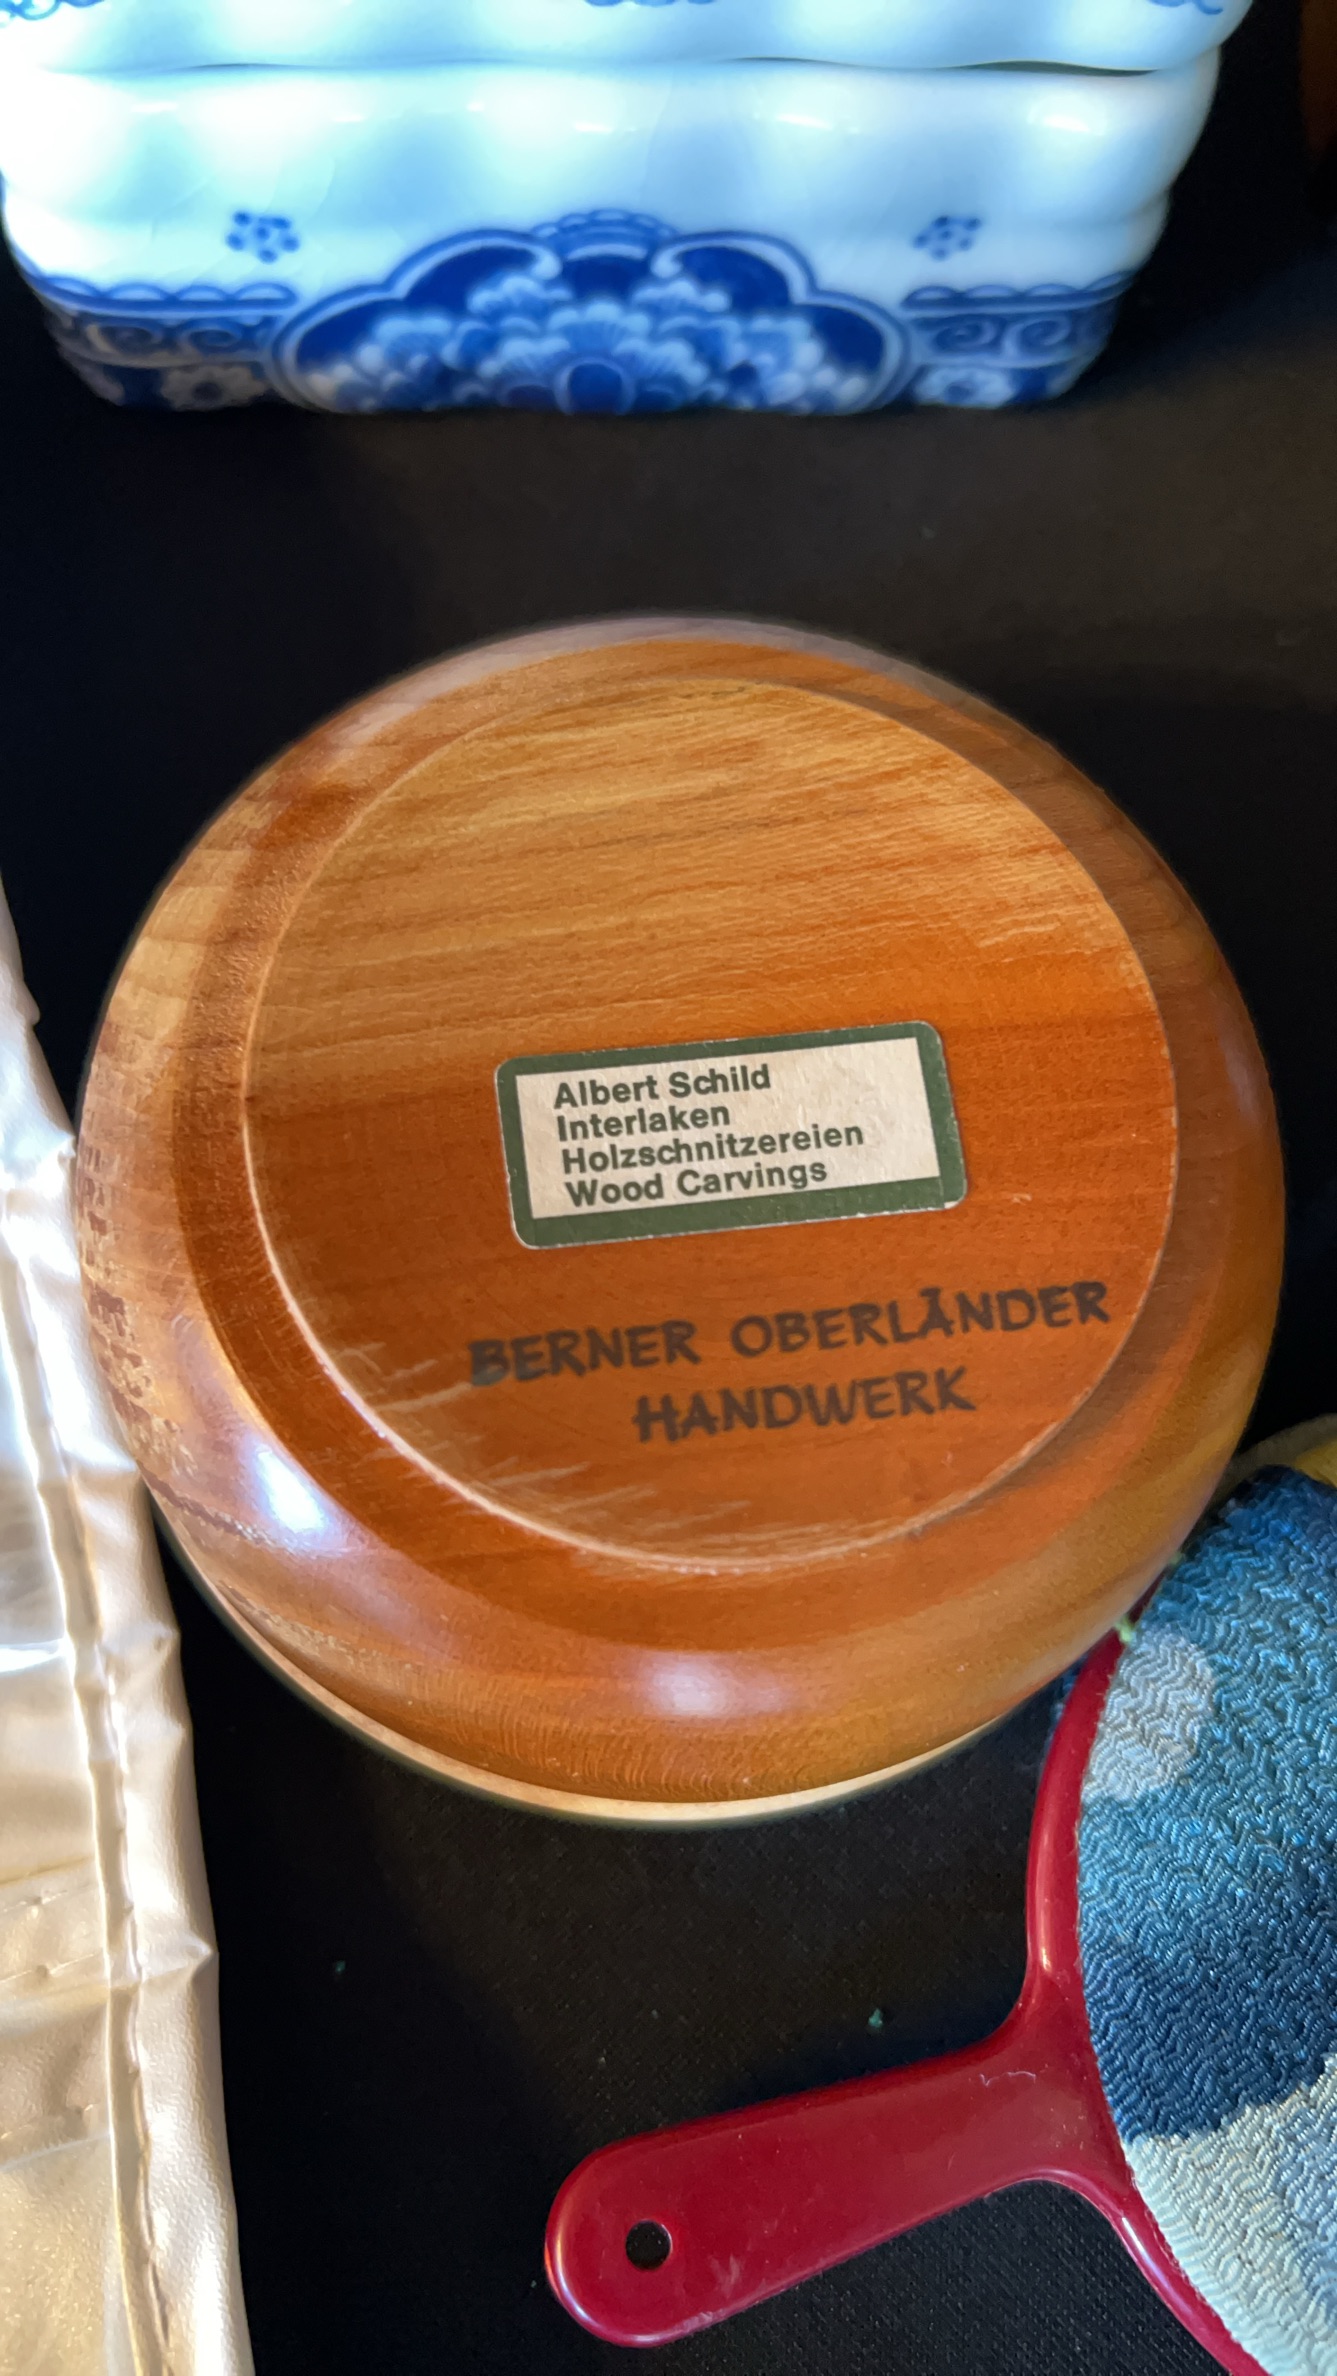 Albert Schild
Interlaken
Holzschnitzereien
Wood Carvings
BERNER OBERLÄNDER
HANDWERK